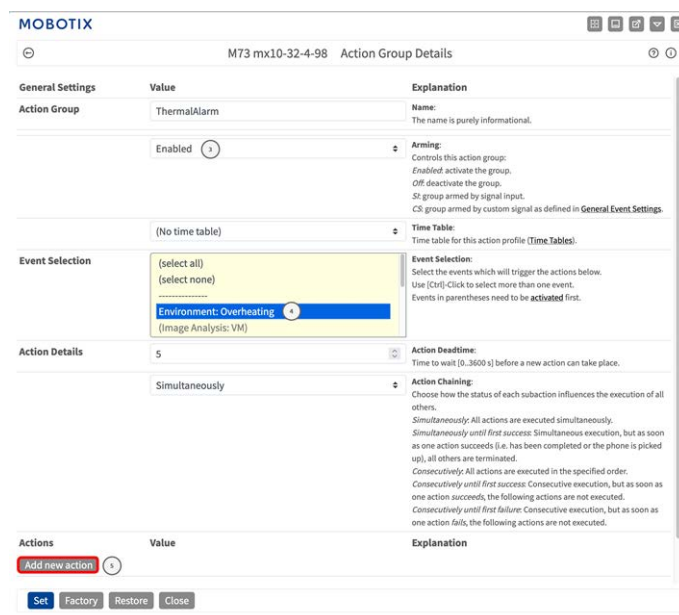 MOBOTIX
M73 mx10-32-4-98 Action Group Details
General Settings Value Explanation
Action Group ThermalAlarm Name:
The name is purely informational.
Enabled 3 Arming:
Controls this action group:
Enabled: activate the group.
Off: deactivate the group.
SI: group armed by signal input.
CS: group armed by custom signal as defined in General Event Settings.
(No time table) Time Table:
Time table for this action profile (Time Tables).
Event Selection (select all) Event Selection:
(select none) Select the events which will trigger the actions below.
--------------- Use [Ctrl]-Click to select more than one event.
Environment: Overheating 4 Events in parentheses need to be activated first.
(Image Analysis: VM)
Action Details 5 Action Deadtime:
Time to wait [0..3600 s] before a new action can take place.
Simultaneously Action Chaining:
Choose how the status of each subaction influences the execution of all
others.
Simultaneously: All actions are executed simultaneously.
Simultaneously until first success: Simultaneous execution, but as soon
as one action succeeds (i.e. has been completed or the phone is picked
up), all others are terminated.
Consecutively: All actions are executed in the specified order.
Consecutively until first success: Consecutive execution, but as soon as
one action succeeds, the following actions are not executed.
Consecutively until first failure: Consecutive execution, but as soon as
one action fails, the following actions are not executed.
Actions Value Explanation
Add new action 5
Set Factory Restore Close